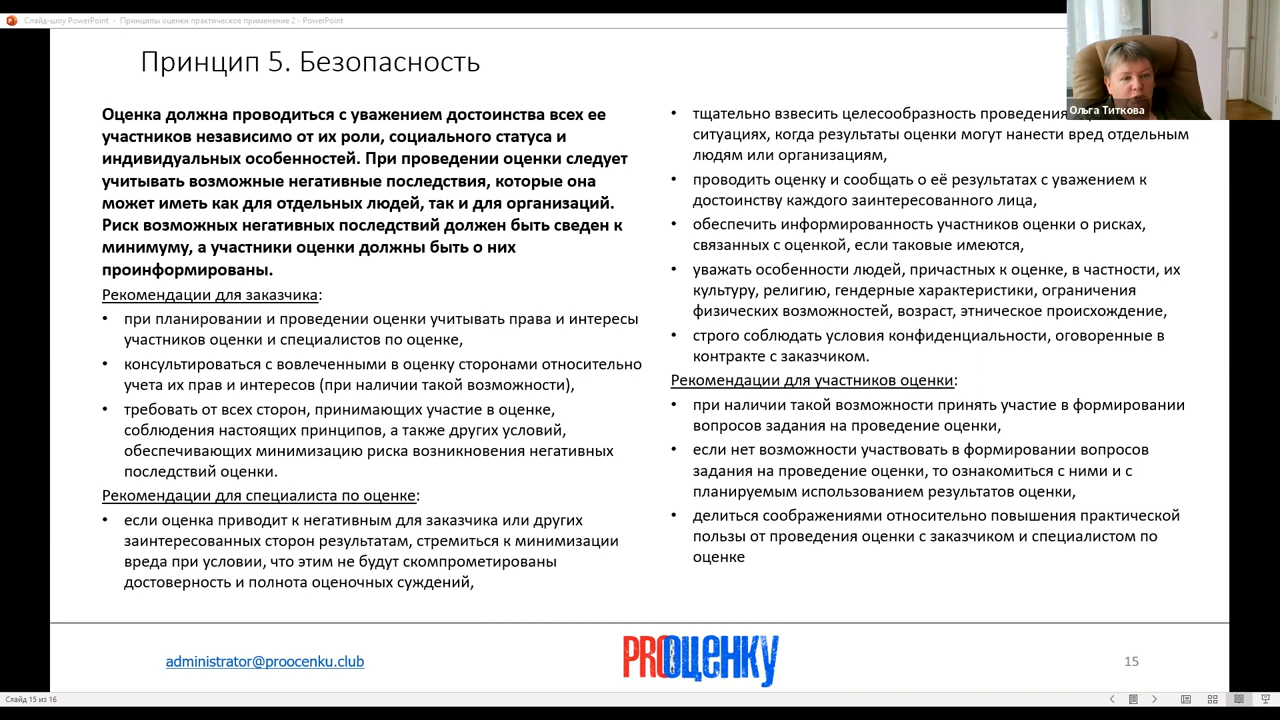 Слайд-шоу PowerPoint - Принципы оценки практическое применение 2 - PowerPoint
Принцип 5. Безопасность
Оценка должна проводиться с уважением достоинства всех ее
участников независимо от их роли, социального статуса и
индивидуальных особенностей. При проведении оценки следует
учитывать возможные негативные последствия, которые она
может иметь как для отдельных людей, так и для организаций.
Риск возможных негативных последствий должен быть сведен к
минимуму, а участники оценки должны быть о них
проинформированы.
Рекомендации для заказчика:
• при планировании и проведении оценки учитывать права и интересы
участников оценки и специалистов по оценке,
• консультироваться с вовлеченными в оценку сторонами относительно
учета их прав и интересов (при наличии такой возможности),
• требовать от всех сторон, принимающих участие в оценке,
соблюдения настоящих принципов, а также других условий,
обеспечивающих минимизацию риска возникновения негативных
последствий оценки.
Рекомендации для специалиста по оценке:
• если оценка приводит к негативным для заказчика или других
заинтересованных сторон результатам, стремиться к минимизации
вреда при условии, что этим не будут скомпрометированы
достоверность и полнота оценочных суждений,
• тщательно взвесить целесообразность проведения
ситуациях, когда результаты оценки могут нанести вред отдельным
людям или организациям,
• проводить оценку и сообщать о её результатах с уважением к
достоинству каждого заинтересованного лица,
• обеспечить информированность участников оценки о рисках,
связанных с оценкой, если таковые имеются,
• уважать особенности людей, причастных к оценке, в частности, их
культуру, религию, гендерные характеристики, ограничения
физических возможностей, возраст, этническое происхождение,
• строго соблюдать условия конфиденциальности, оговоренные в
контракте с заказчиком.
Рекомендации для участников оценки:
• при наличии такой возможности принять участие в формировании
вопросов задания на проведение оценки,
• если нет возможности участвовать в формировании вопросов
задания на проведение оценки, то ознакомиться с ними и с
планируемым использованием результатов оценки,
• делиться соображениями относительно повышения практической
пользы от проведения оценки с заказчиком и специалистом по
оценке
Ольга Титкова
administrator@proocenku.club
PROОЦЕНКУ
15
Слайд 15 из 16